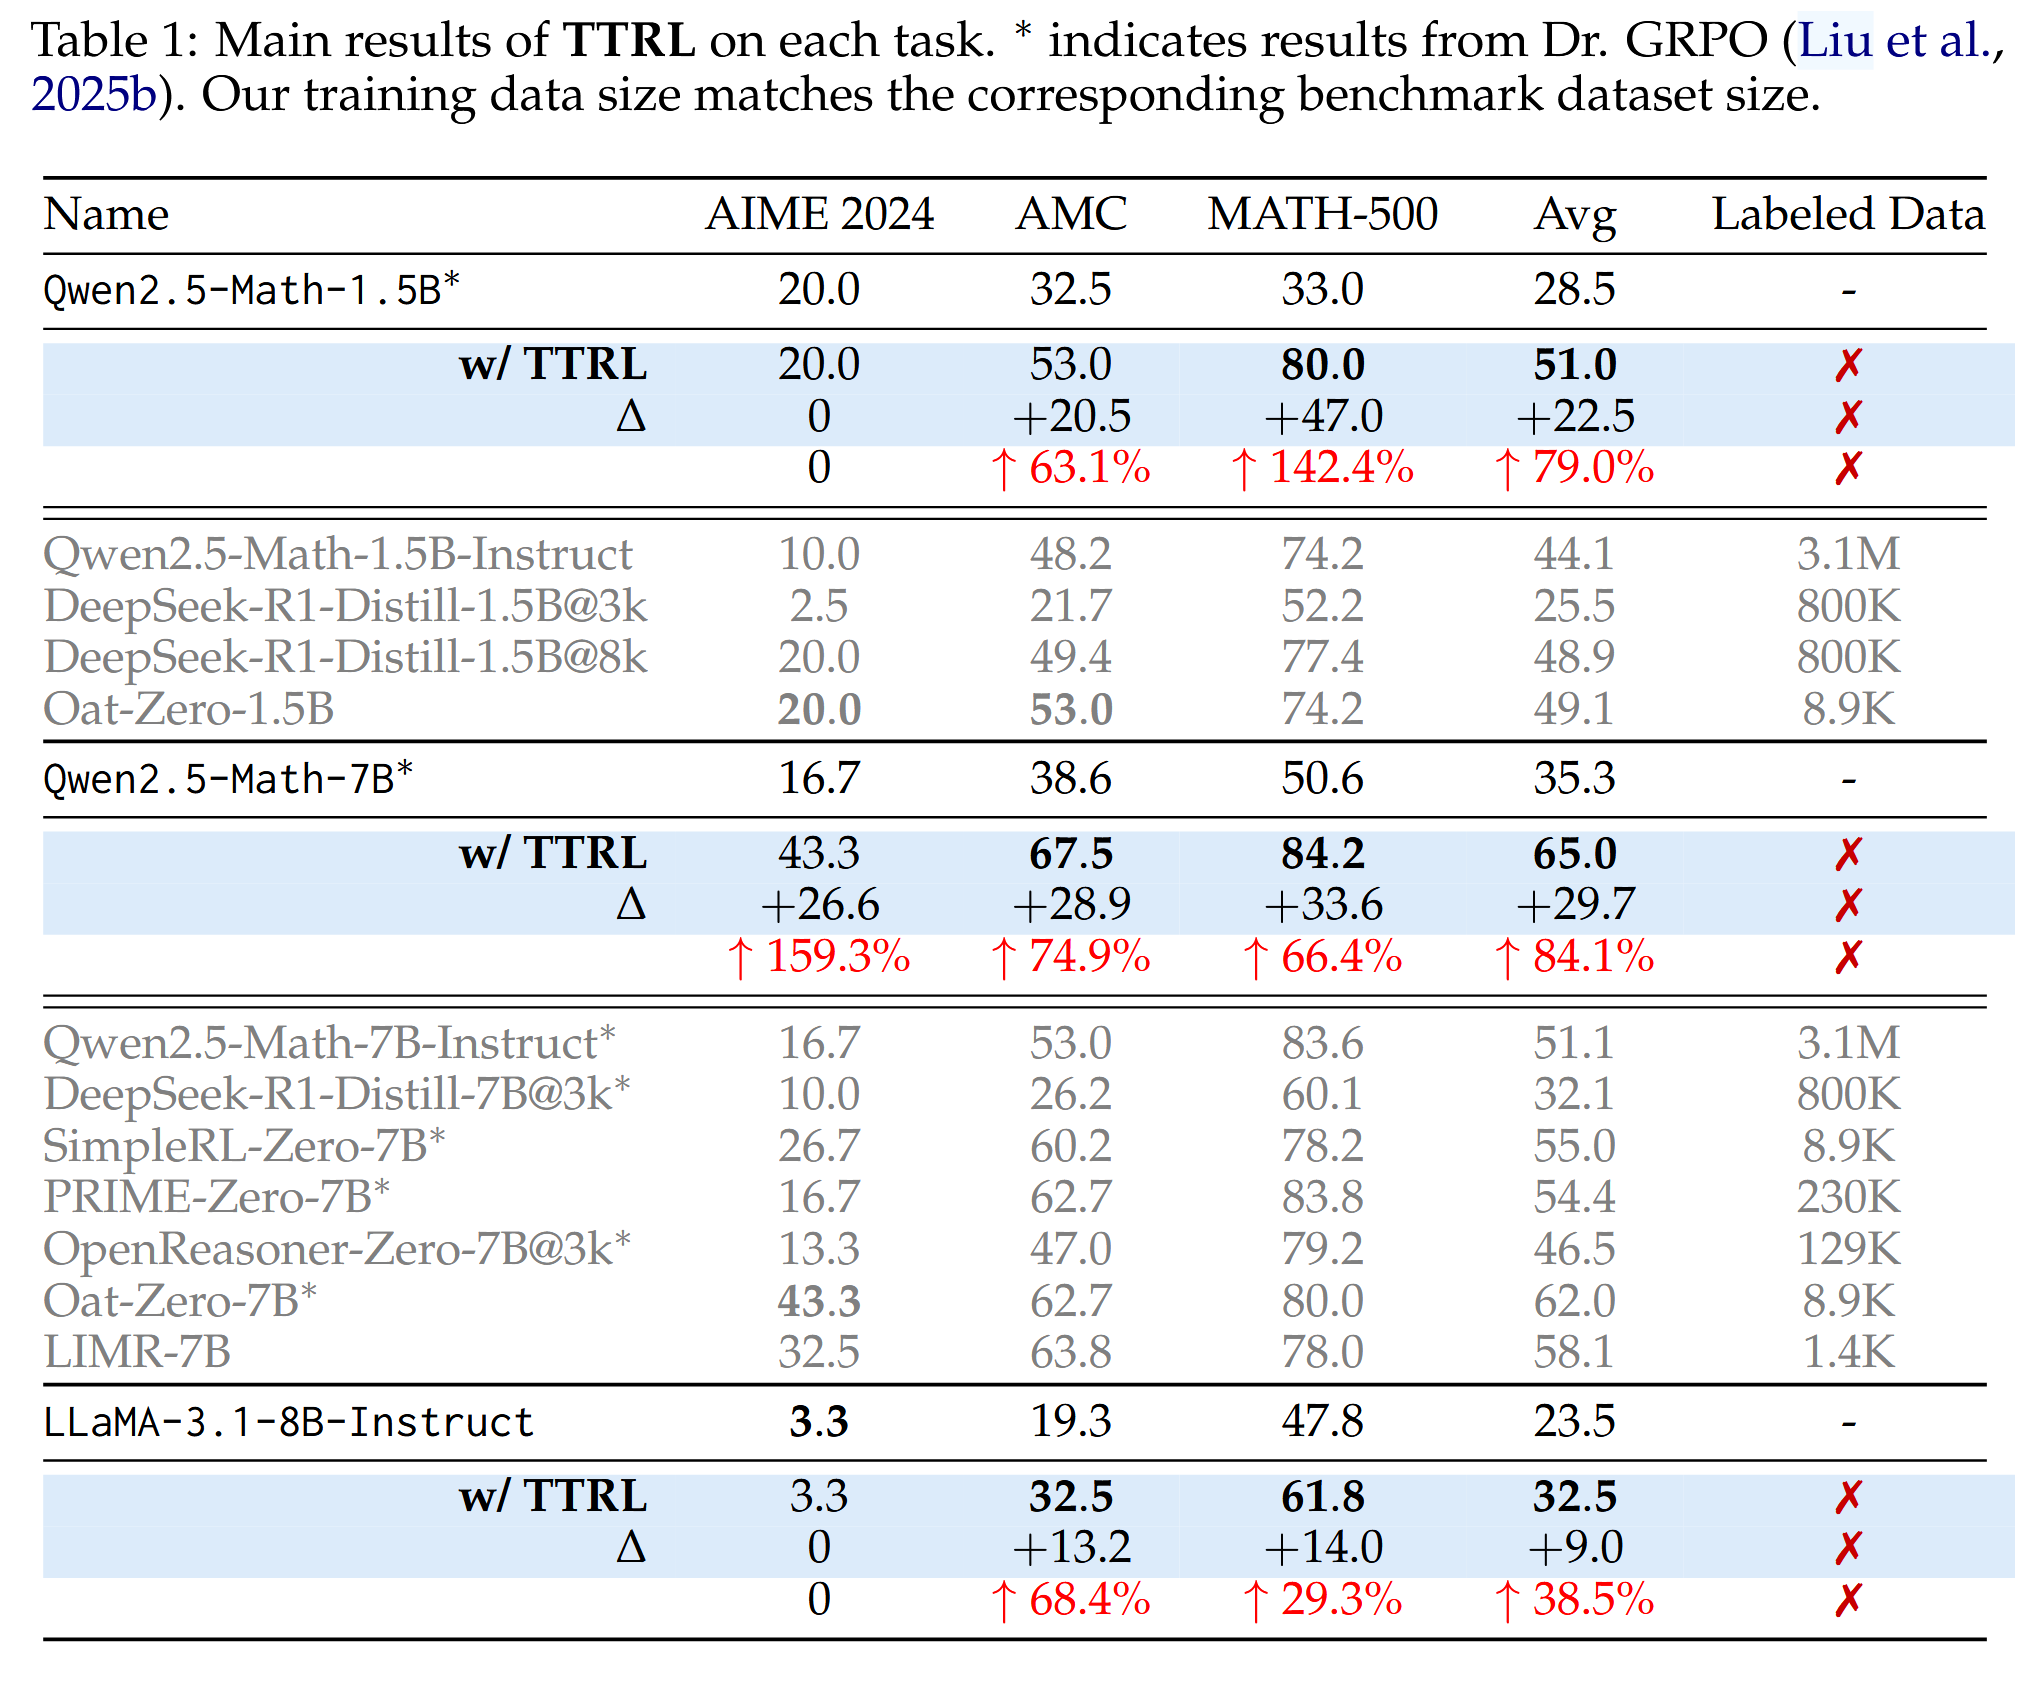 Table 1: Main results of TTRL on each task. * indicates results from Dr. GRPO (Liu et al.,
2025b). Our training data size matches the corresponding benchmark dataset size.
Name AIME 2024 AMC MATH-500 Avg Labeled Data
Qwen2.5-Math-1.5B* 20.0 32.5 33.0 28.5 -
w/ TTRL 20.0 53.0 80.0 51.0 ✗
Δ 0 +20.5 +47.0 +22.5 ✗
0 ↑ 63.1% ↑ 142.4% ↑ 79.0% ✗
Qwen2.5-Math-1.5B-Instruct 10.0 48.2 74.2 44.1 3.1M
DeepSeek-R1-Distill-1.5B@3k 2.5 21.7 52.2 25.5 800K
DeepSeek-R1-Distill-1.5B@8k 20.0 49.4 77.4 48.9 800K
Oat-Zero-1.5B 20.0 53.0 74.2 49.1 8.9K
Qwen2.5-Math-7B* 16.7 38.6 50.6 35.3 -
w/ TTRL 43.3 67.5 84.2 65.0 ✗
Δ +26.6 +28.9 +33.6 +29.7 ✗
↑ 159.3% ↑ 74.9% ↑ 66.4% ↑ 84.1% ✗
Qwen2.5-Math-7B-Instruct* 16.7 53.0 83.6 51.1 3.1M
DeepSeek-R1-Distill-7B@3k* 10.0 26.2 60.1 32.1 800K
SimpleRL-Zero-7B* 26.7 60.2 78.2 55.0 8.9K
PRIME-Zero-7B* 16.7 62.7 83.8 54.4 230K
OpenReasoner-Zero-7B@3k* 13.3 47.0 79.2 46.5 129K
Oat-Zero-7B* 43.3 62.7 80.0 62.0 8.9K
LIMR-7B 32.5 63.8 78.0 58.1 1.4K
LLaMA-3.1-8B-Instruct 3.3 19.3 47.8 23.5 -
w/ TTRL 3.3 32.5 61.8 32.5 ✗
Δ 0 +13.2 +14.0 +9.0 ✗
0 ↑ 68.4% ↑ 29.3% ↑ 38.5% ✗